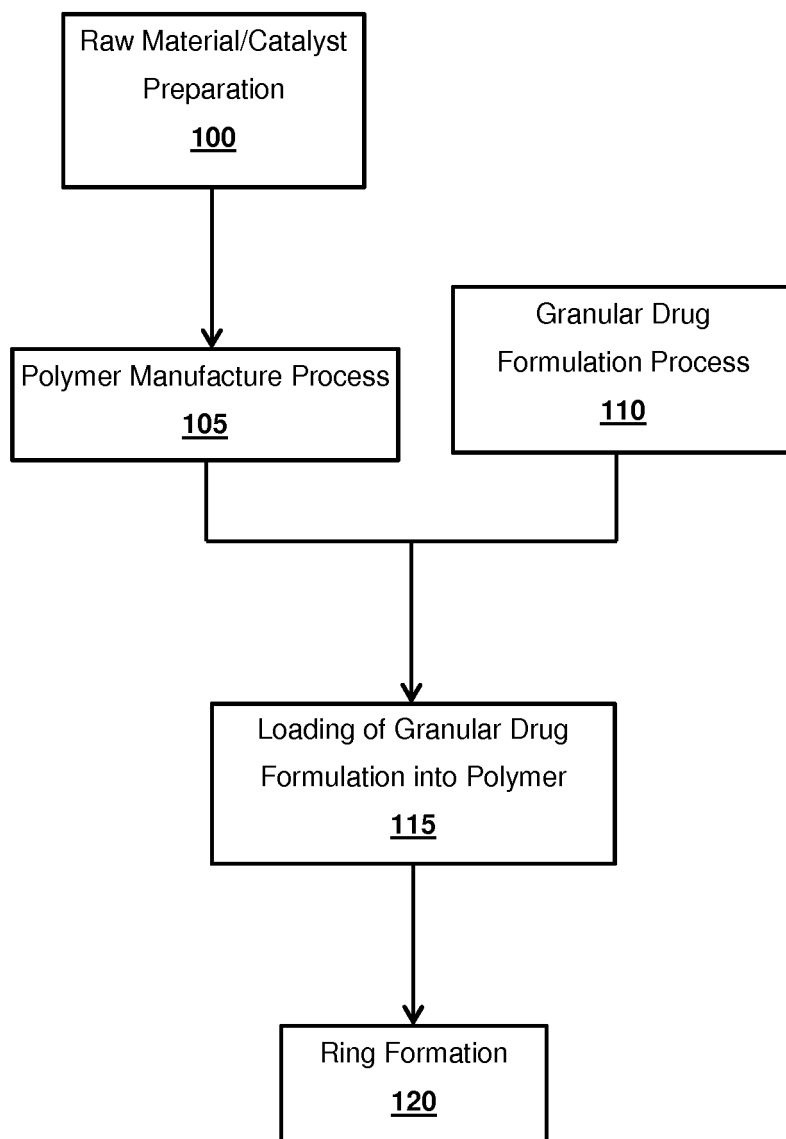 Raw Material/Catalyst
Preparation
100
Polymer Manufacture Process
105
Granular Drug
Formulation Process
110
Loading of Granular Drug
Formulation into Polymer
115
Ring Formation
120